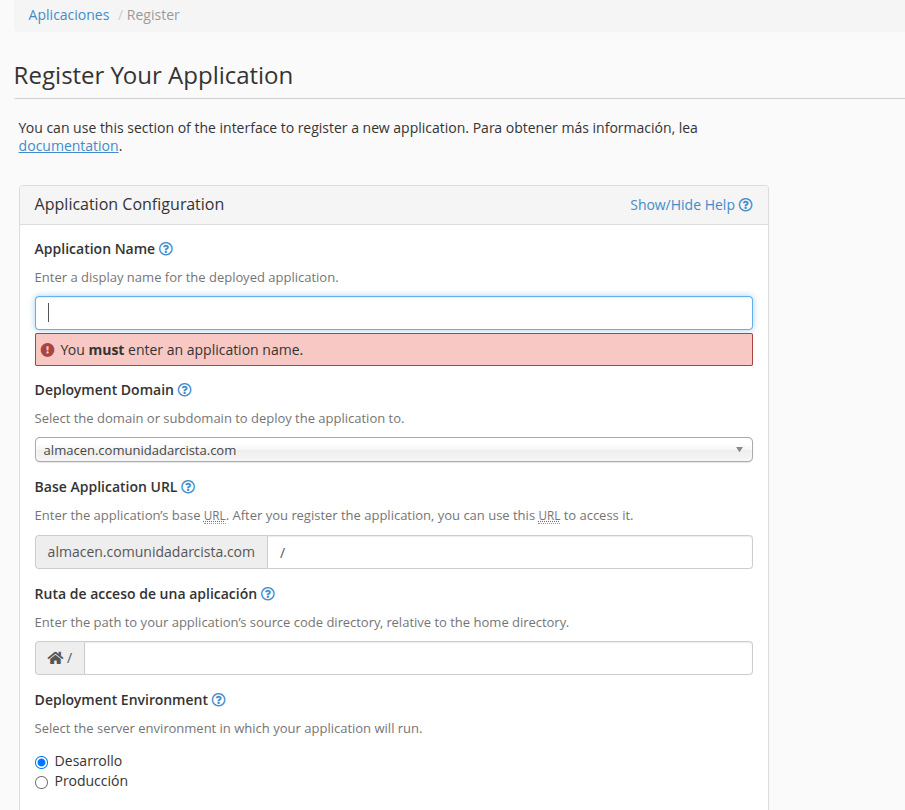 Aplicaciones / Register
Register Your Application
You can use this section of the interface to register a new application. Para obtener más información, lea
documentation.
Application Configuration
Show/Hide Help
Application Name
Enter a display name for the deployed application.
You must enter an application name.
Deployment Domain
Select the domain or subdomain to deploy the application to.
almacen.comunidadarcista.com
Base Application URL
Enter the application's base URL. After you register the application, you can use this URL to access it.
almacen.comunidadarcista.com /
Ruta de acceso de una aplicación
Enter the path to your application's source code directory, relative to the home directory.
/
Deployment Environment
Select the server environment in which your application will run.
Desarrollo
Producción